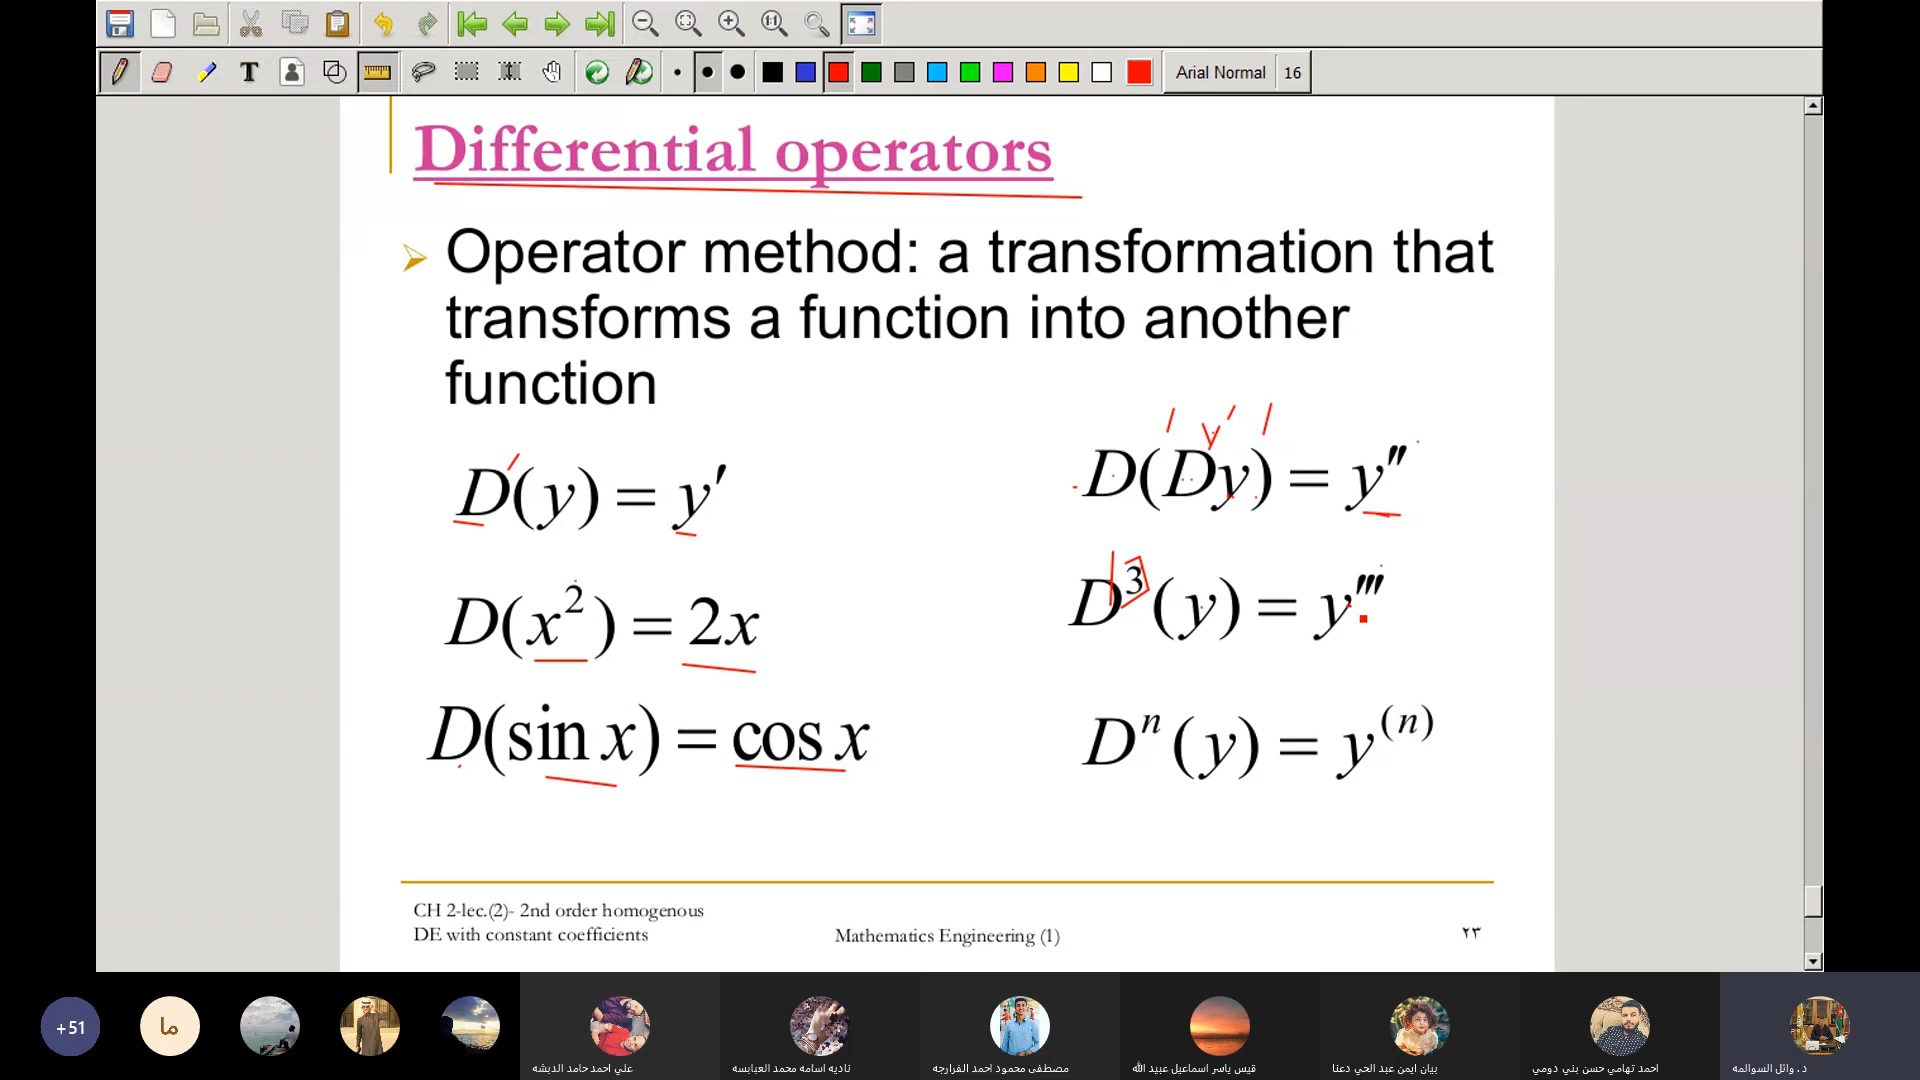 Arial Normal 16
Differential operators
Operator method: a transformation that
transforms a function into another
function
D(y) = y′
D(Dy) = y″
D(x²) = 2x
D³(y) = y‴
D(sin x) = cos x
Dⁿ(y) = y⁽ⁿ⁾
CH 2-lec.(2)- 2nd order homogenous
DE with constant coefficients
Mathematics Engineering (1)
٢٣
+51
ما
علي احمد حامد الدبشه
ناديه اسامه محمد العبابسه
مصطفى محمود احمد الفرارجه
قيس ياسر اسماعيل عبيد الله
بيان ايمن عبد الحي دعنا
احمد تهامي حسن بني دومي
د. وائل السوالمه